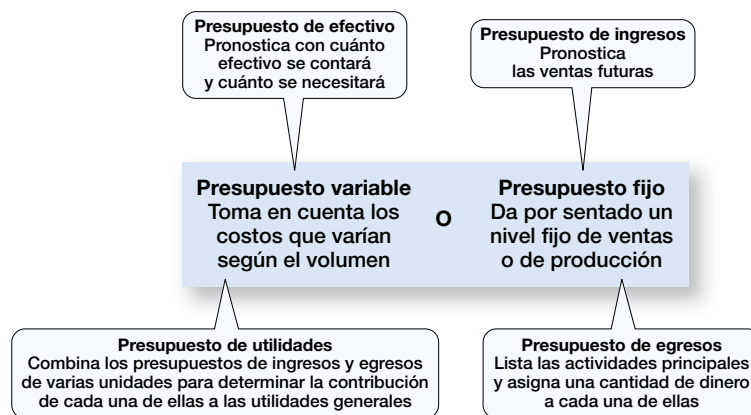 Presupuesto de efectivo
Pronostica con cuánto
efectivo se contará
y cuánto se necesitará
Presupuesto de ingresos
Pronostica
las ventas futuras
Presupuesto variable
Toma en cuenta los
costos que varían
según el volumen
O
Presupuesto fijo
Da por sentado un
nivel fijo de ventas
o de producción
Presupuesto de utilidades
Combina los presupuestos de ingresos y egresos
de varias unidades para determinar la contribución
de cada una de ellas a las utilidades generales
Presupuesto de egresos
Lista las actividades principales
y asigna una cantidad de dinero
a cada una de ellas